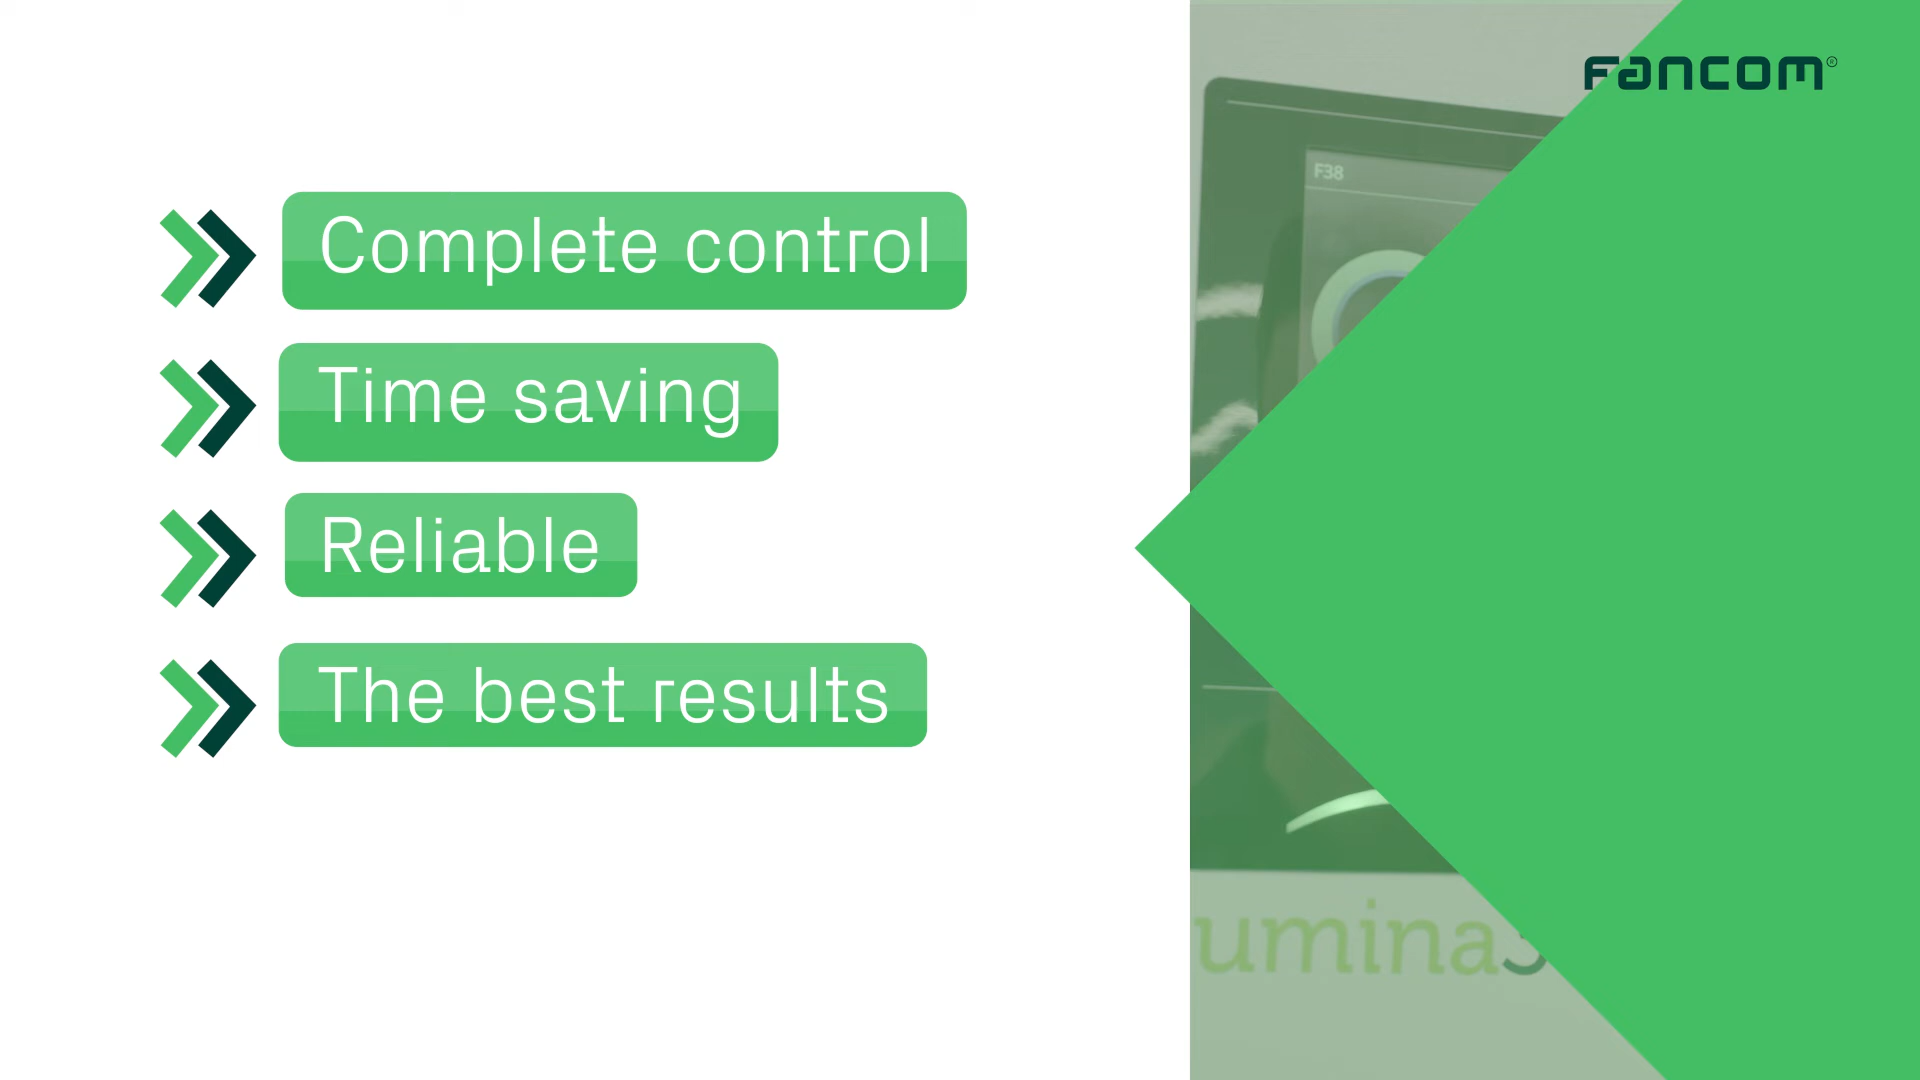 Fancom®
F38
Complete control
Time saving
Reliable
The best results
umina